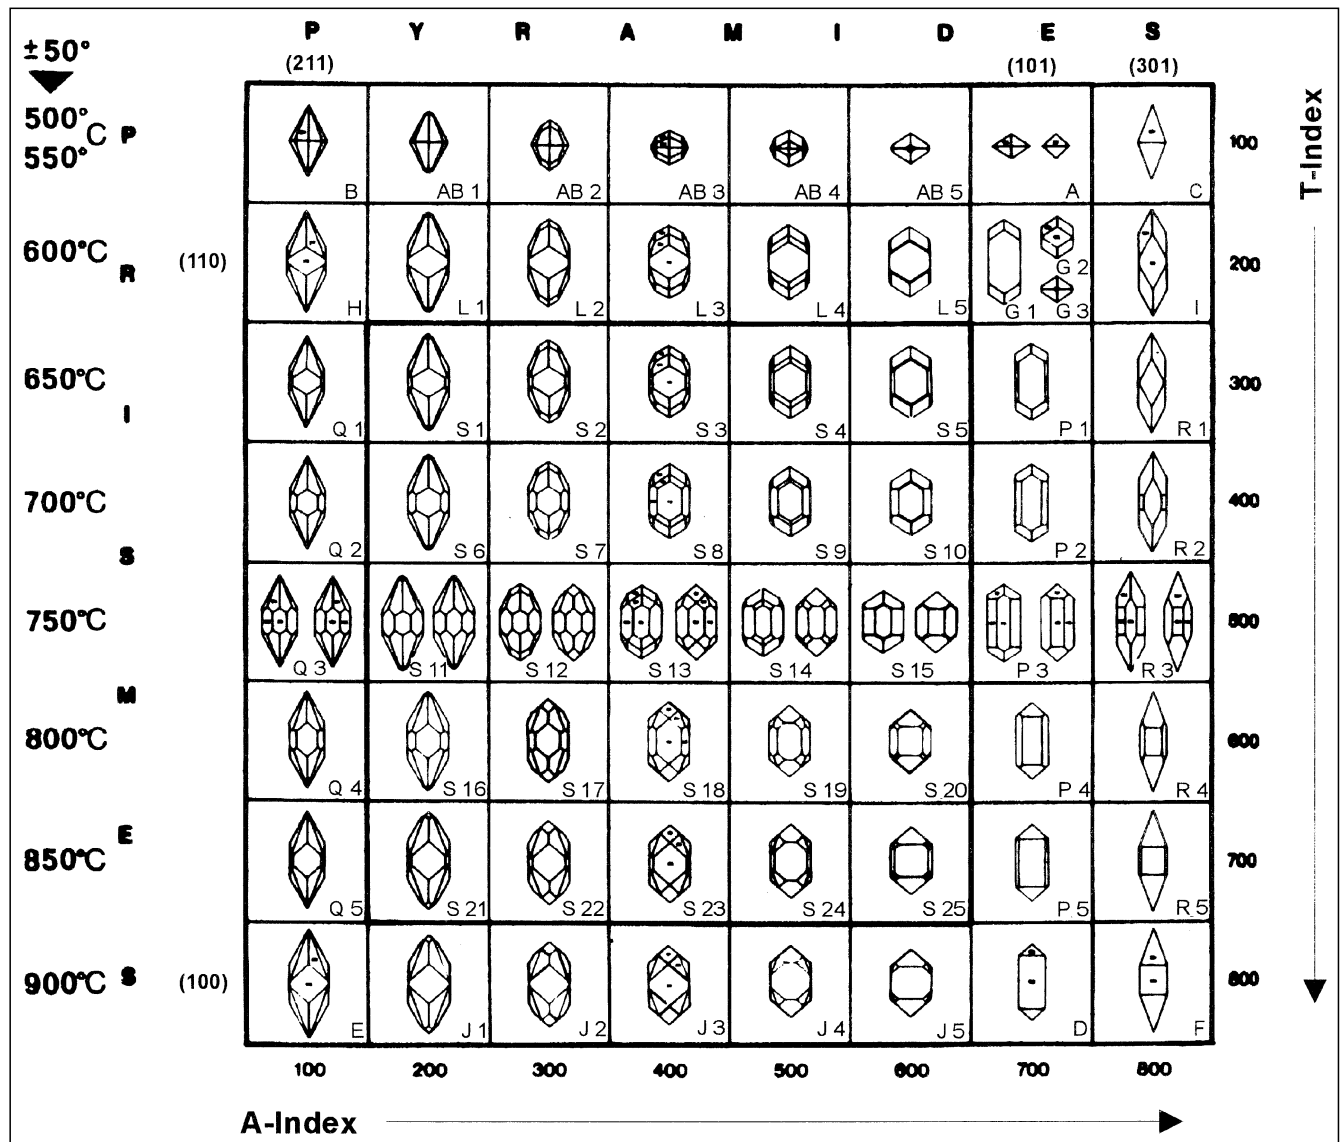 P Y R A M I D E S
±50°
(211) (101) (301)
500°
C
550°
P
B AB 1 AB 2 AB 3 AB 4 AB 5 A C
100
T-Index
600°C
(110)
R
H L 1 L 2 L 3 L 4 L 5 G 1 G 2 G 3 I
200
650°C
I
Q 1 S 1 S 2 S 3 S 4 S 5 P 1 R 1
300
700°C
S
Q 2 S 6 S 7 S 8 S 9 S 10 P 2 R 2
400
750°C
Q 3 S 11 S 12 S 13 S 14 S 15 P 3 R 3
500
M
800°C
Q 4 S 16 S 17 S 18 S 19 S 20 P 4 R 4
600
E
850°C
Q 5 S 21 S 22 S 23 S 24 S 25 P 5 R 5
700
900°C
S
(100)
E J 1 J 2 J 3 J 4 J 5 D F
800
100 200 300 400 500 600 700 800
A-Index